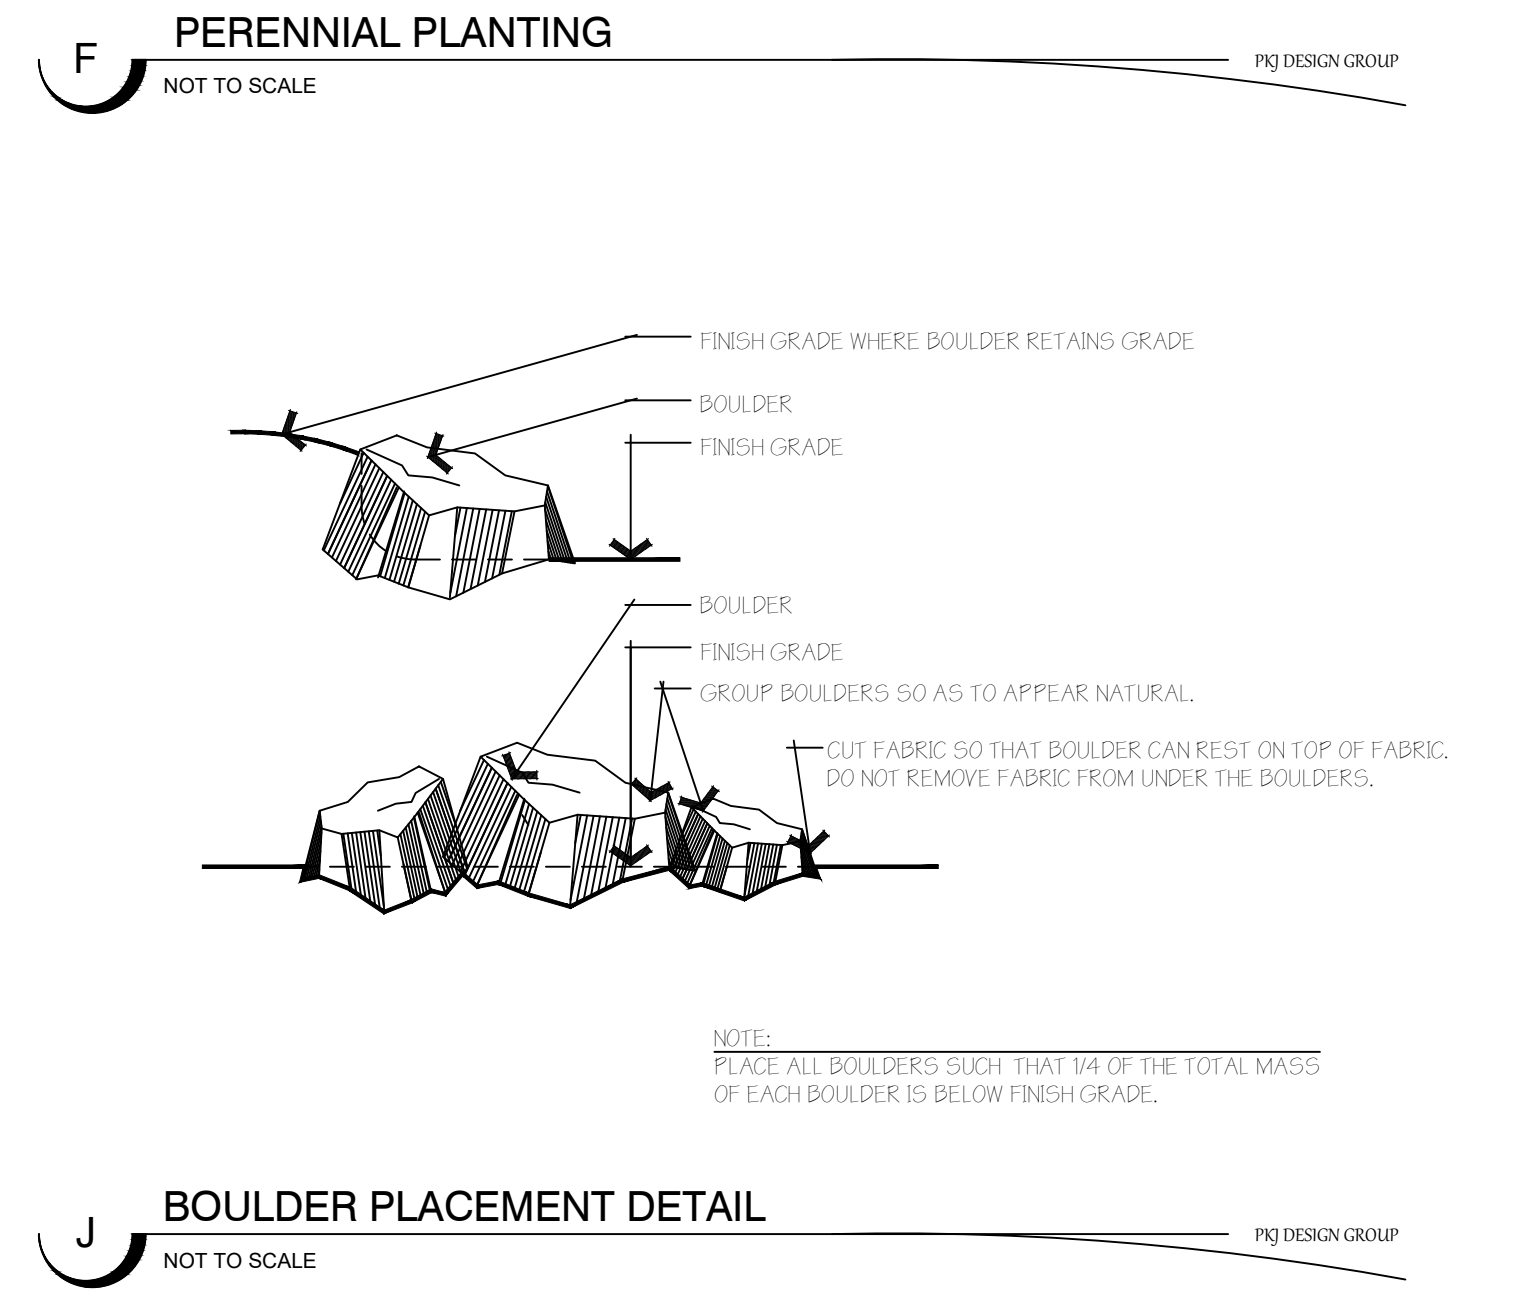 PERENNIAL PLANTING
F
PKJ DESIGN GROUP
NOT TO SCALE
FINISH GRADE WHERE BOULDER RETAINS GRADE
BOULDER
FINISH GRADE
BOULDER
FINISH GRADE
GROUP BOULDERS SO AS TO APPEAR NATURAL.
CUT FABRIC SO THAT BOULDER CAN REST ON TOP OF FABRIC.
DO NOT REMOVE FABRIC FROM UNDER THE BOULDERS.
NOTE:
PLACE ALL BOULDERS SUCH THAT 1/4 OF THE TOTAL MASS
OF EACH BOULDER IS BELOW FINISH GRADE.
BOULDER PLACEMENT DETAIL
J
PKJ DESIGN GROUP
NOT TO SCALE